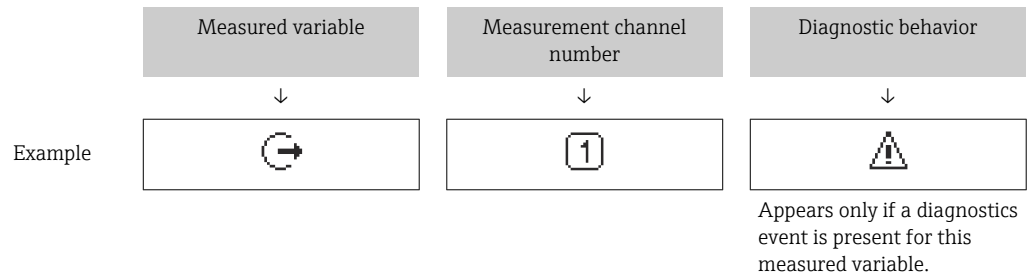 Measured variable
Measurement channel
number
Diagnostic behavior
Example
1
Appears only if a diagnostics
event is present for this
measured variable.